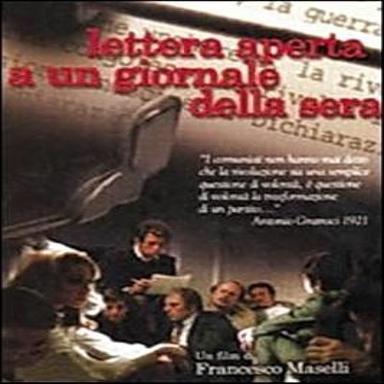 la guerra
lettera aperta
a un giornale
la riv
della sera
dichiaraz
"I comunisti non hanno mai detto
che la rivoluzione sia una semplice
questione di volontà, è questione
di volontà la trasformazione
di un partito...
Antonio Gramsci 1921
Un film di
Francesco Maselli